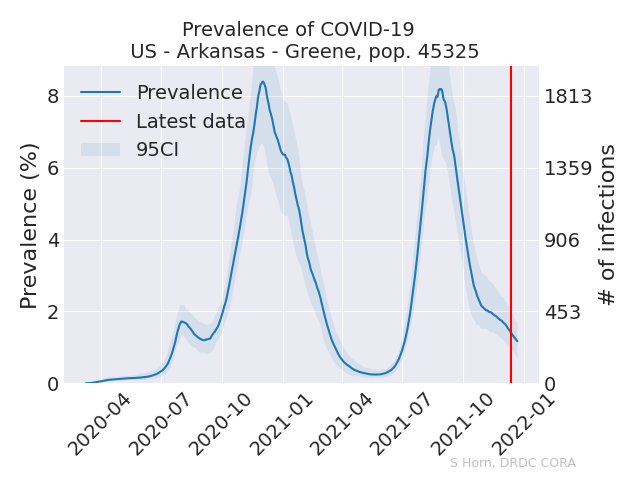 Prevalence of COVID-19
US - Arkansas - Greene, pop. 45325
Prevalence
Latest data
95CI
Prevalence (%)
8
6
4
2
0
# of infections
1813
1359
906
453
0
2020-04
2020-07
2020-10
2021-01
2021-04
2021-07
2021-10
2022-01
S Horn, DRDC CORA